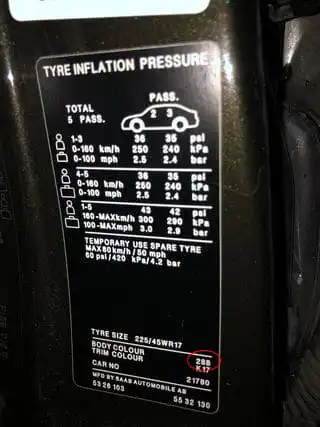 TYRE INFLATION PRESSURE
TOTAL PASS.
5 PASS. 2 3
1-3 36 35 psi
0-160 km/h 250 240 kPa
0-100 mph 2.5 2.4 bar
4-5 36 35 psi
0-160 km/h 250 240 kPa
0-100 mph 2.5 2.4 bar
1-5 43 42 psi
160-MAXkm/h 300 290 kPa
100-MAXmph 3.0 2.9 bar
TEMPORARY USE SPARE TYRE
MAX80km/h / 50 mph
60 psi/420 kPa/4.2 bar
TYRE SIZE 225/45WR17
BODY COLOUR 288
TRIM COLOUR K17
CAR NO 21780
MFD BY SAAB AUTOMOBILE AB
53 26 103 55 32 130